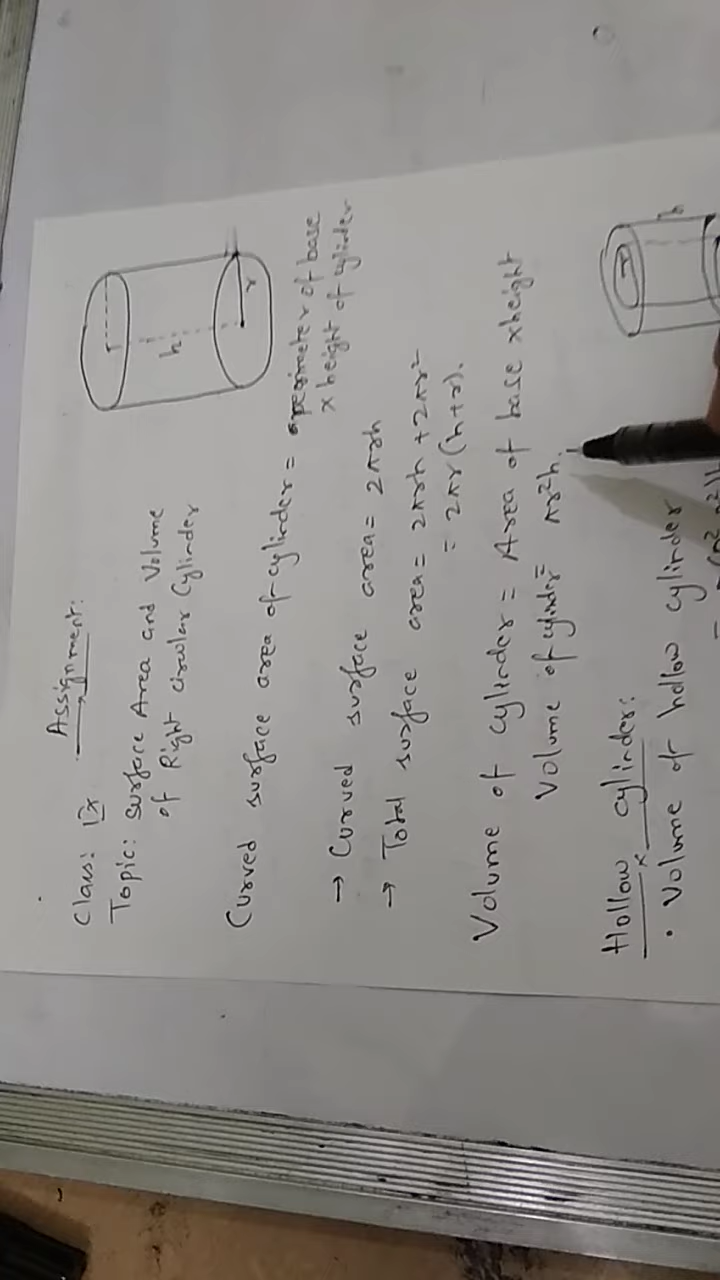 Assignment:
Class: IX
Topic: Surface Area and Volume
of Right circular Cylinder
h
r
Curved surface area of cylinder = perimeter of base
x height of cylinder
→ Curved surface area = 2πrh
→ Total surface area = 2πrh + 2πr²
= 2πr(h+r).
Volume of cylinder = Area of base x height
Volume of cylinder = πr²h.
Hollow cylinder:
h
• Volume of hollow cylinder